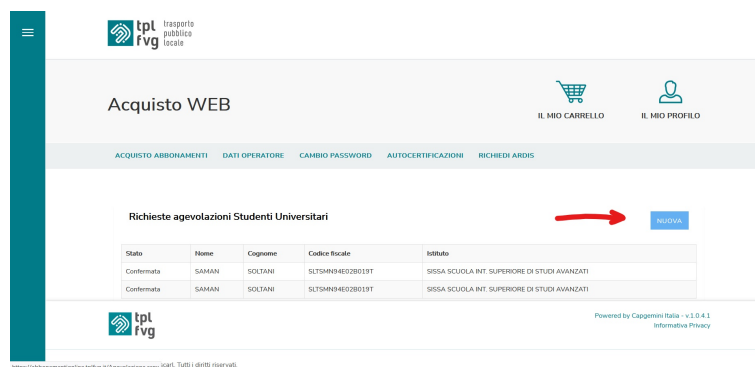 tpl fvg
trasporto
pubblico
locale
Acquisto WEB
IL MIO CARRELLO
IL MIO PROFILO
ACQUISTO ABBONAMENTI DATI OPERATORE CAMBIO PASSWORD AUTOCERTIFICAZIONI RICHIEDI ARDIS
Richieste agevolazioni Studenti Universitari
NUOVA
Stato Nome Cognome Codice fiscale Istituto
Confermata SAMAN SOLTANI SLTSMN94E02B019T SISSA SCUOLA INT. SUPERIORE DI STUDI AVANZATI
Confermata SAMAN SOLTANI SLTSMN94E02B019T SISSA SCUOLA INT. SUPERIORE DI STUDI AVANZATI
tpl
fvg
Powered by Capgemini Italia - v.1.0.4.1
Informativa Privacy
scarl. Tutti i diritti riservati.